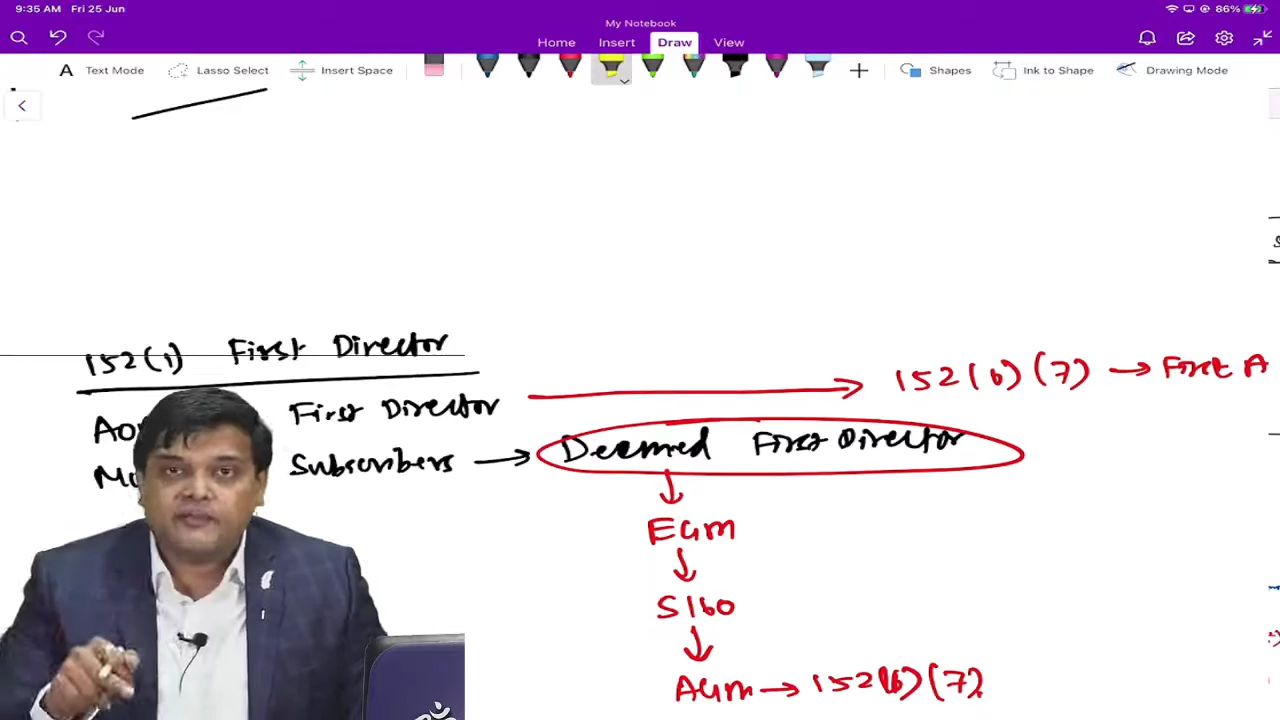 9:35 AM Fri 25 Jun
86%
My Notebook
Home Insert Draw View
Text Mode Lasso Select Insert Space Shapes Ink to Shape Drawing Mode
152(1) First Director
First Director → 152(6)(7) → First A
Subscribers → Deemed First Director
↓
EGM
↓
S160
↓
AGM → 152(6)(7)